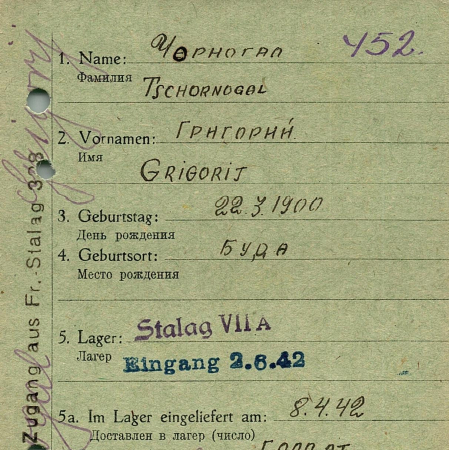 452.
1. Name: Чорногал
Фамилия
TSCHORNOGAL
2. Vornamen: ГРИГОРИЙ
Имя
GRIGORIJ
3. Geburtstag: 22.3.1900
День рождения
4. Geburtsort: БУДА
Место рождения
5. Lager: Stalag VII A
Лагер Eingang 2.6.42
5a. Im Lager eingeliefert am: 8.4.42
Доставлен в лагер (число)
Zugang aus Fr.-Stalag